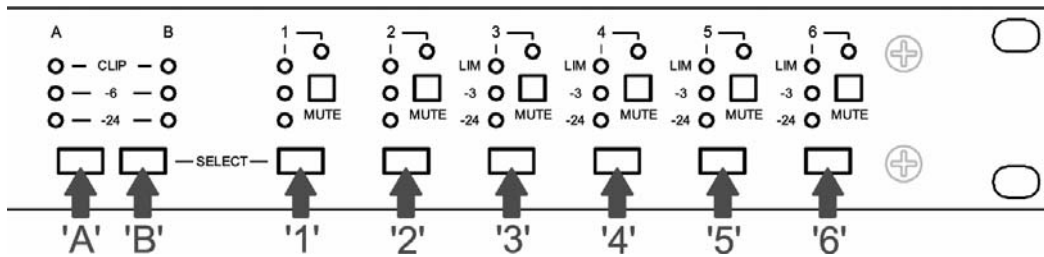 A B 1 2 3 4 5 6
CLIP LIM LIM LIM LIM
-6 -3 -3 -3 -3
-24 MUTE MUTE -24 MUTE -24 MUTE -24 MUTE -24 MUTE
SELECT
'A' 'B' '1' '2' '3' '4' '5' '6'